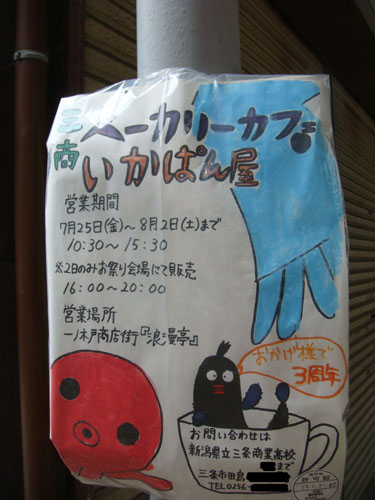 三商 ベーカリーカフェ
いかぱん屋
営業期間
7月25日(金)～8月2日(土)まで
10:30～15:30
※2日のみお祭り会場にて販売
16:00～20:00
営業場所
一ノ木戸商店街『浪漫亭』
おかげ様で
3周年
お問い合わせは
新潟県立三条商業高校
まで
三条市田島
TEL 0256